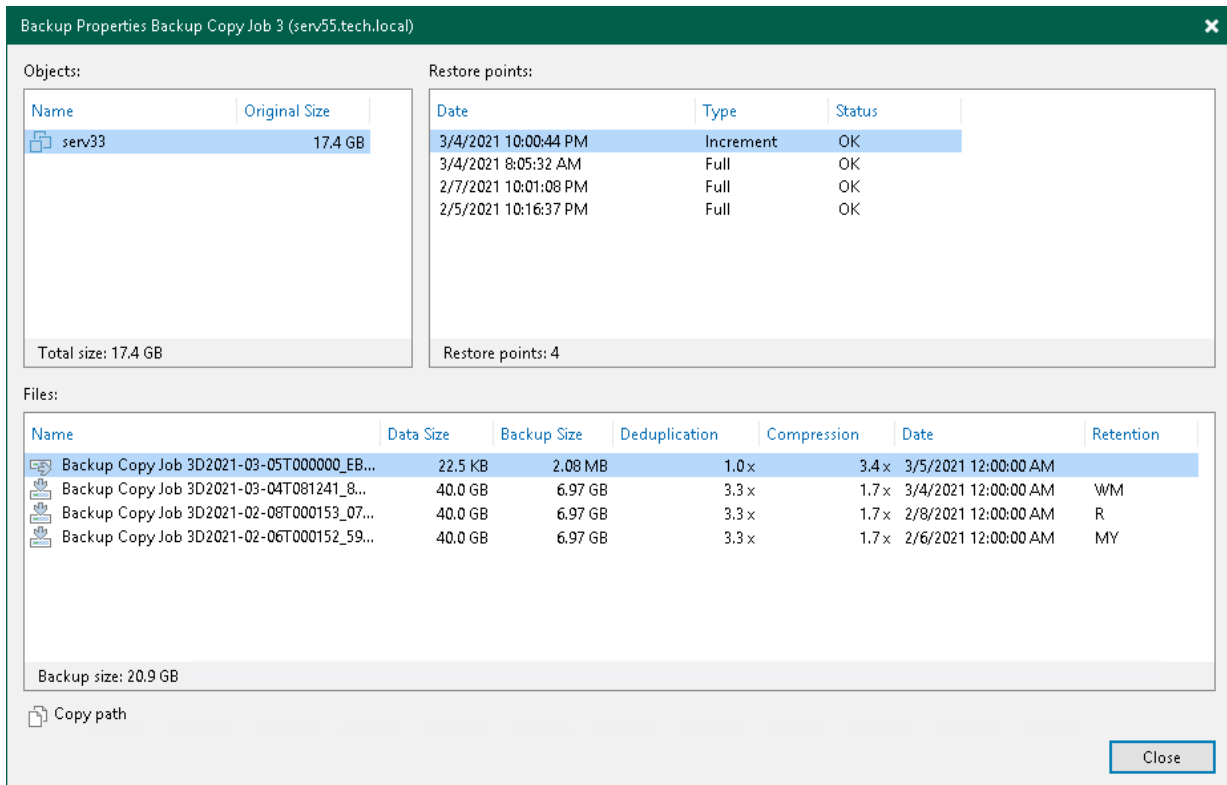 Backup Properties Backup Copy Job 3 (serv55.tech.local)
Objects:
Name Original Size
serv33 17.4 GB
Total size: 17.4 GB
Restore points:
Date Type Status
3/4/2021 10:00:44 PM Increment OK
3/4/2021 8:05:32 AM Full OK
2/7/2021 10:01:08 PM Full OK
2/5/2021 10:16:37 PM Full OK
Restore points: 4
Files:
Name Data Size Backup Size Deduplication Compression Date Retention
Backup Copy Job 3D2021-03-05T000000_EB... 22.5 KB 2.08 MB 1.0x 3.4x 3/5/2021 12:00:00 AM
Backup Copy Job 3D2021-03-04T081241_8... 40.0 GB 6.97 GB 3.3x 1.7x 3/4/2021 12:00:00 AM WM
Backup Copy Job 3D2021-02-08T000153_07... 40.0 GB 6.97 GB 3.3x 1.7x 2/8/2021 12:00:00 AM R
Backup Copy Job 3D2021-02-06T000152_59... 40.0 GB 6.97 GB 3.3x 1.7x 2/6/2021 12:00:00 AM MY
Backup size: 20.9 GB
Copy path
Close